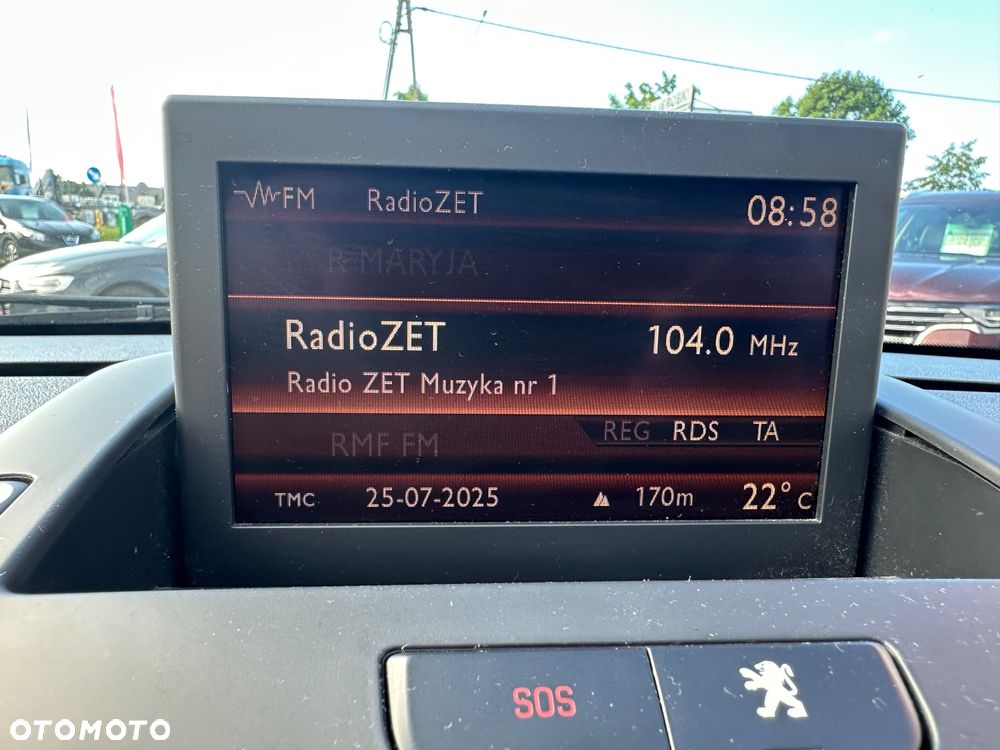 FM RadioZET 08:58
R MARYJA
RadioZET 104.0 MHz
Radio ZET Muzyka nr 1
REG RDS TA
RMF FM
TMC 25-07-2025 170m 22°C
SOS
OTOMOTO